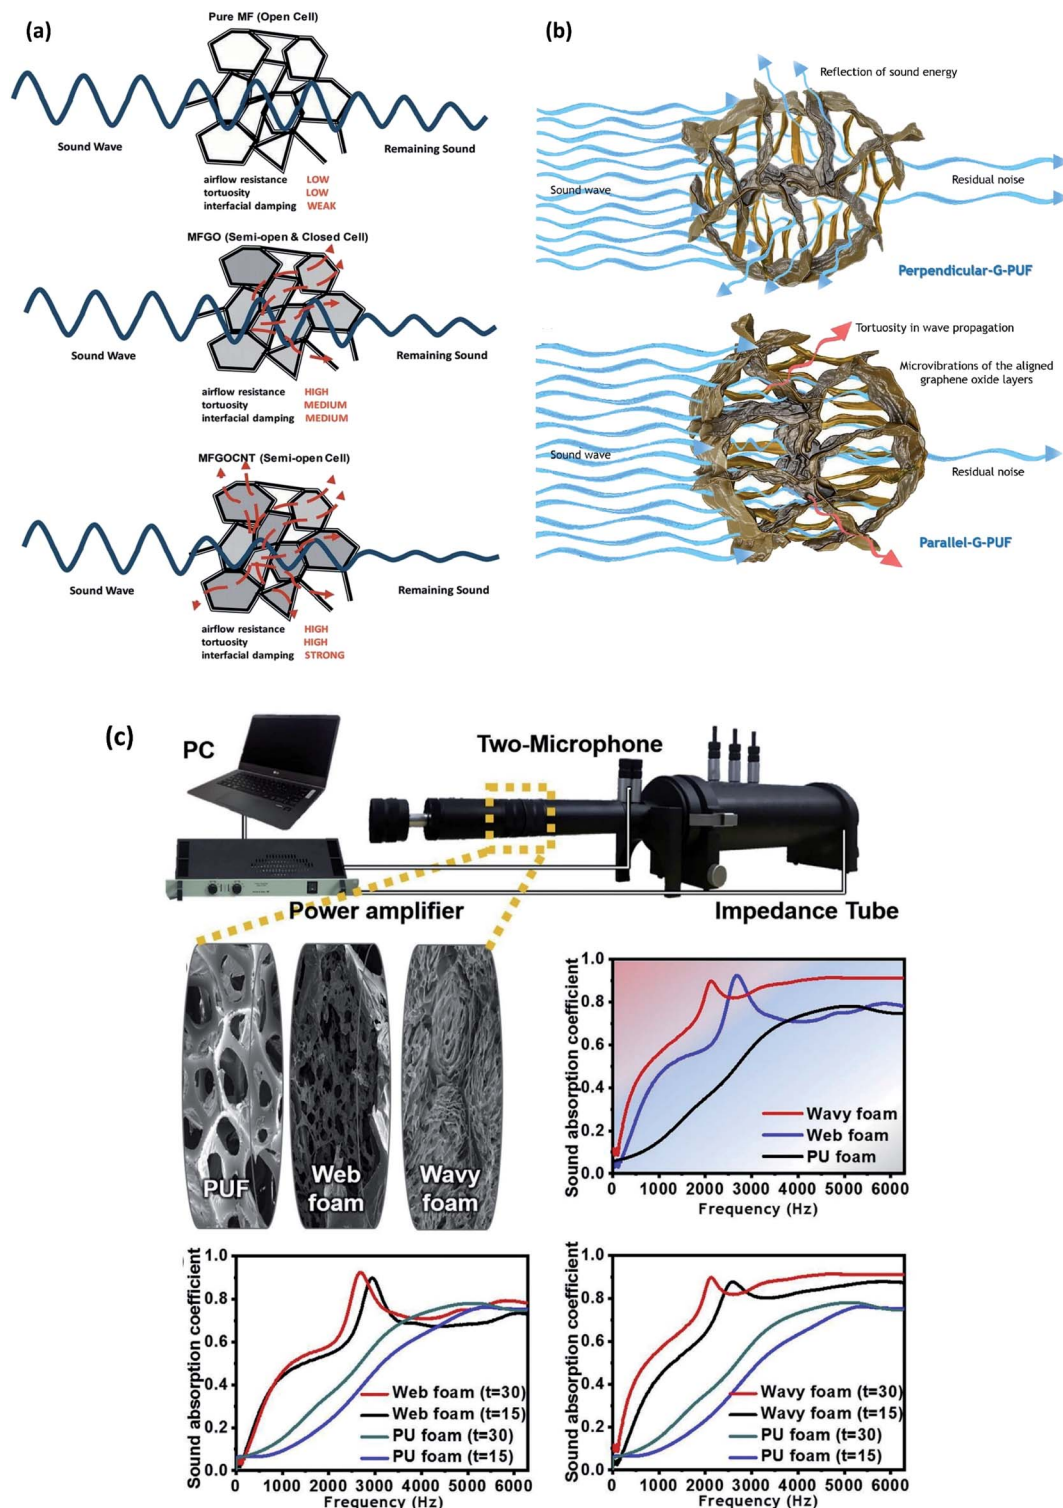 (a)
Pure MF (Open Cell)
Sound Wave
Remaining Sound
airflow resistance LOW
tortuosity LOW
interfacial damping WEAK
MFGO (Semi-open & Closed Cell)
Sound Wave
Remaining Sound
airflow resistance HIGH
tortuosity MEDIUM
interfacial damping MEDIUM
MFGOCNT (Semi-open Cell)
Sound Wave
Remaining Sound
airflow resistance HIGH
tortuosity HIGH
interfacial damping STRONG
(b)
Reflection of sound energy
Sound wave
Residual noise
Perpendicular-G-PUF
Tortuosity in wave propagation
Microvibrations of the aligned
graphene oxide layers
Sound wave
Residual noise
Parallel-G-PUF
(c)
PC
Two-Microphone
Power amplifier
Impedance Tube
PUF
Web
foam
Wavy
foam
Sound absorption coefficient
1.0
0.8
0.6
0.4
0.2
0.0
Wavy foam
Web foam
PU foam
0 1000 2000 3000 4000 5000 6000
Frequency (Hz)
Sound absorption coefficient
1.0
0.8
0.6
0.4
0.2
0.0
Web foam (t=30)
Web foam (t=15)
PU foam (t=30)
PU foam (t=15)
0 1000 2000 3000 4000 5000 6000
Frequency (Hz)
Sound absorption coefficient
1.0
0.8
0.6
0.4
0.2
0.0
Wavy foam (t=30)
Wavy foam (t=15)
PU foam (t=30)
PU foam (t=15)
0 1000 2000 3000 4000 5000 6000
Frequency (Hz)